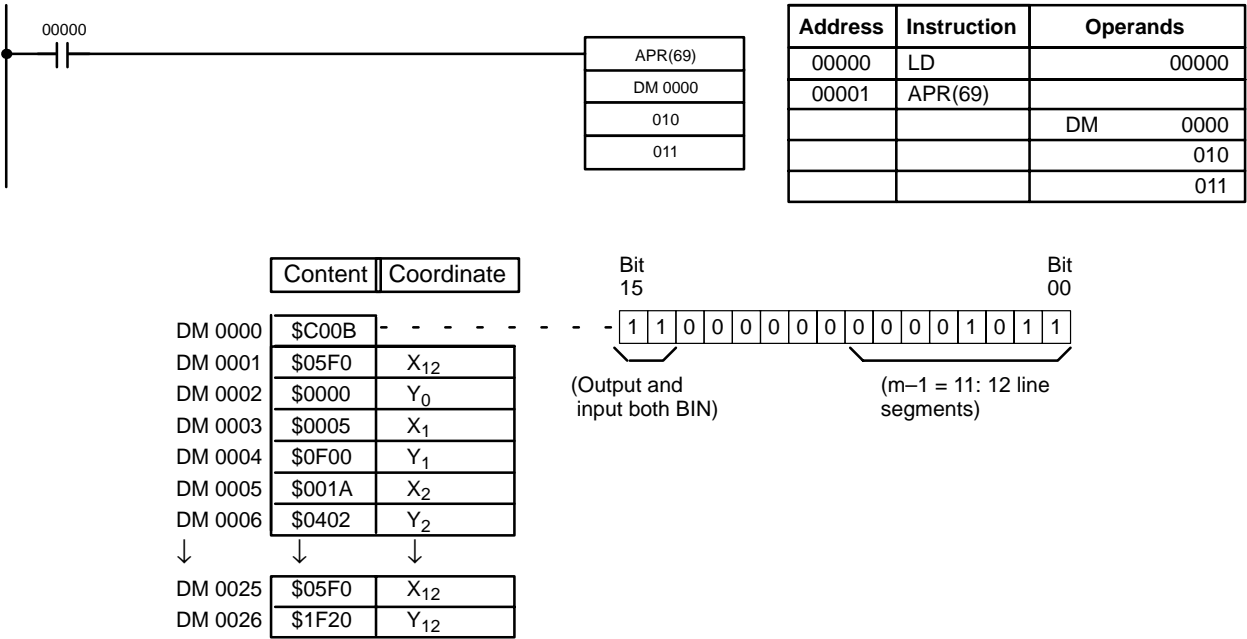 00000
APR(69)
DM 0000
010
011
Address Instruction Operands
00000 LD 00000
00001 APR(69)
DM 0000
010
011
Content Coordinate
Bit 15
Bit 00
DM 0000 $C00B - - - - - - - - 1 1 0 0 0 0 0 0 0 0 0 0 1 0 1 1
DM 0001 $05F0 X12
DM 0002 $0000 Y0
DM 0003 $0005 X1
DM 0004 $0F00 Y1
DM 0005 $001A X2
DM 0006 $0402 Y2
↓ ↓ ↓
DM 0025 $05F0 X12
DM 0026 $1F20 Y12
(Output and
input both BIN)
(m–1 = 11: 12 line
segments)